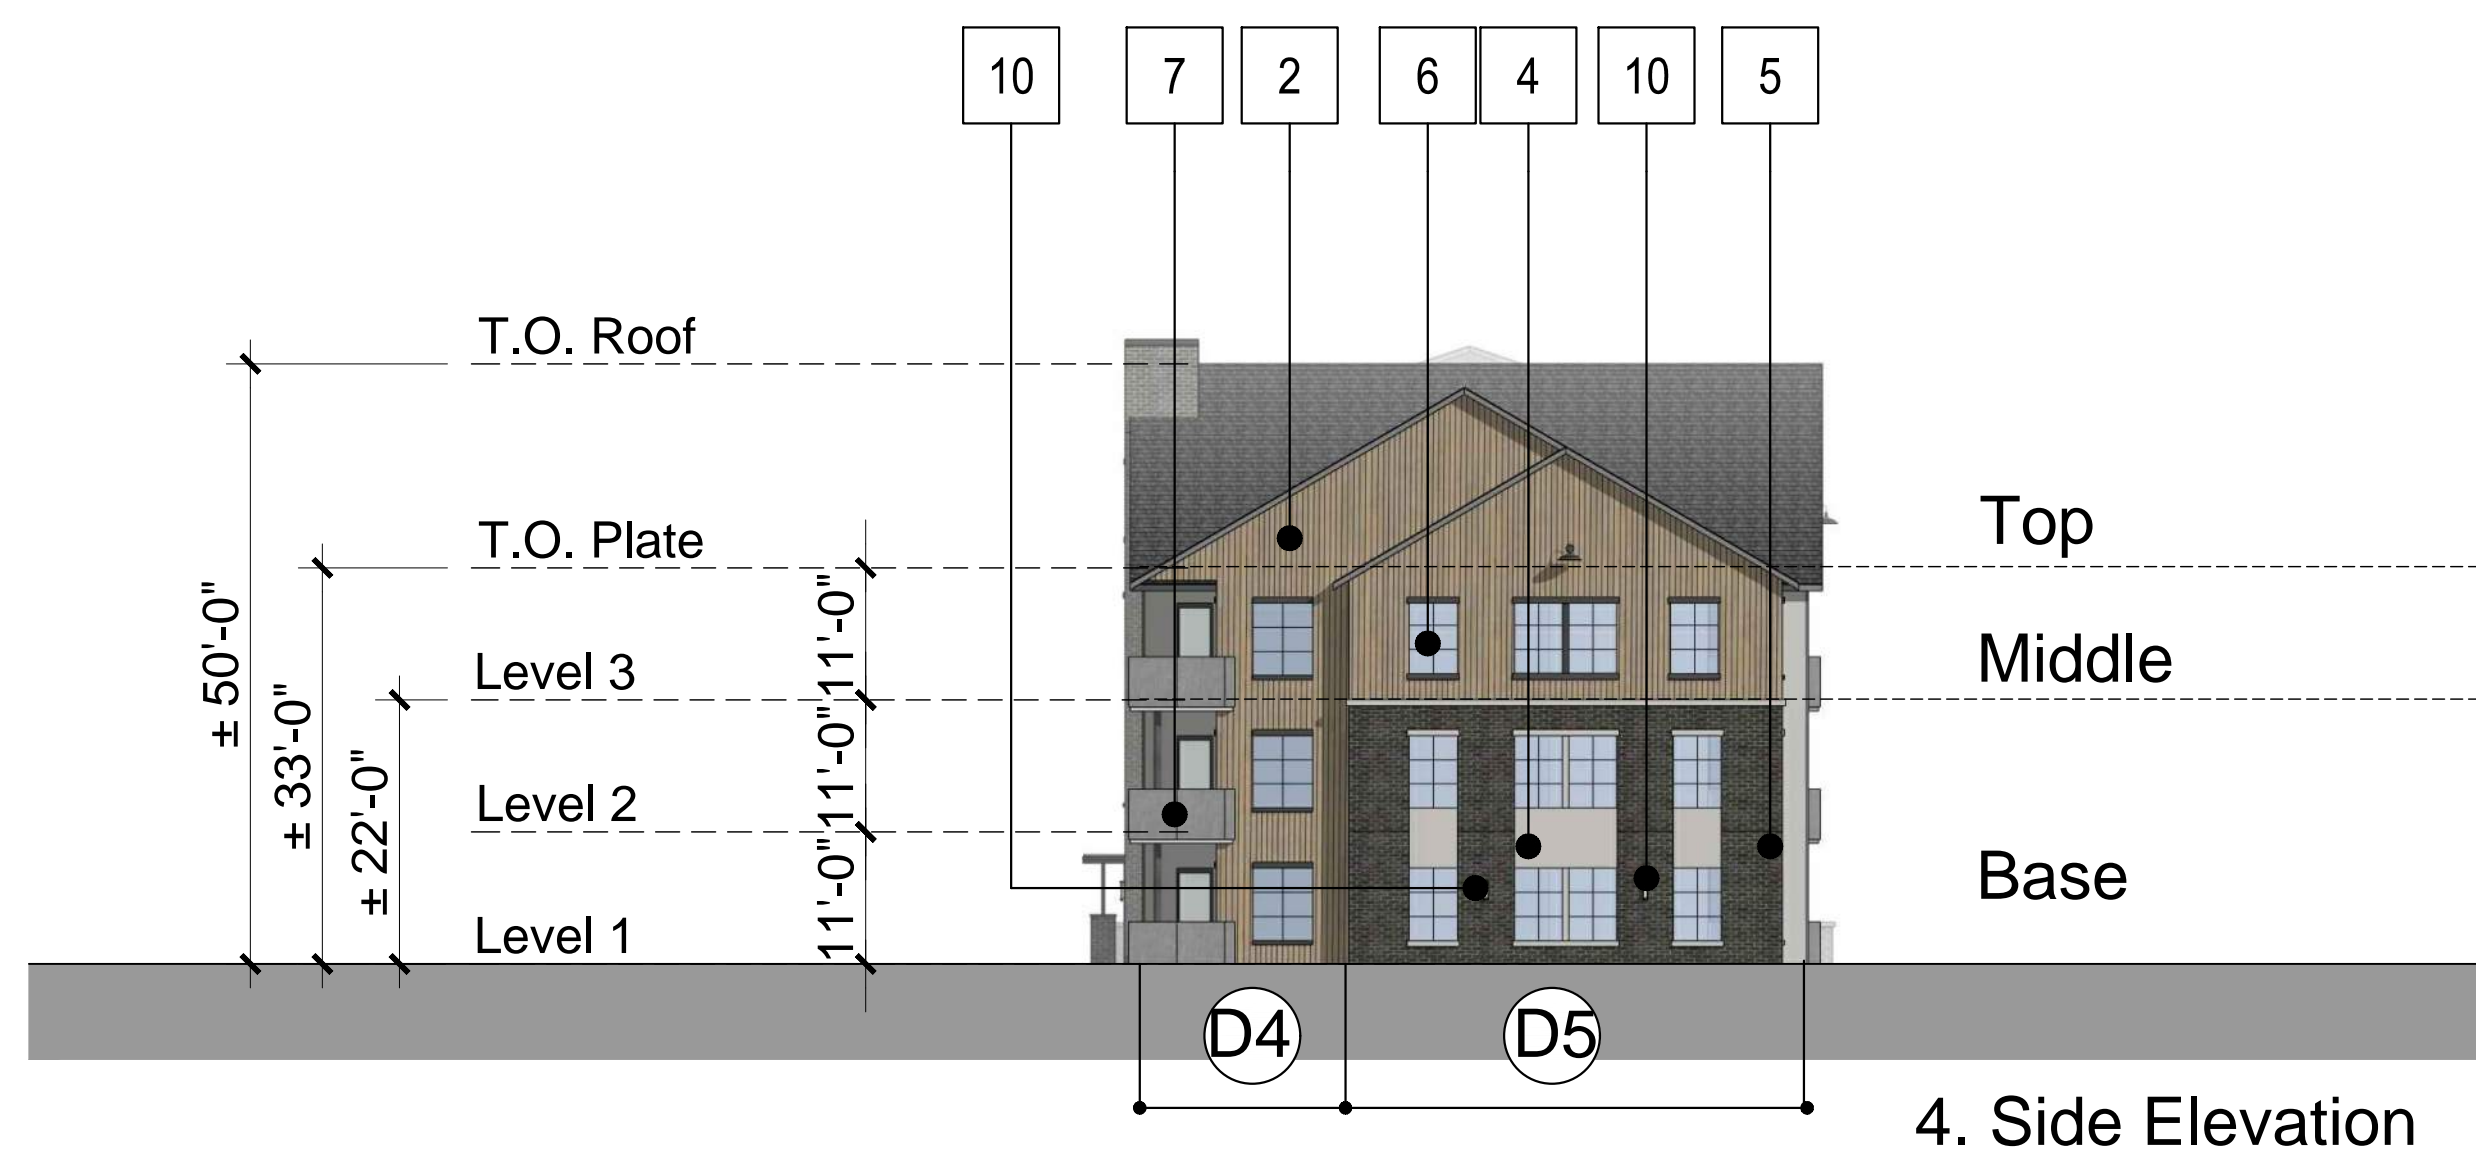 10 7 2 6 4 10 5
T.O. Roof
T.O. Plate
Top
± 50'-0"
± 33'-0"
± 22'-0"
11'-0"
11'-0"
11'-0"
Level 3
Middle
Level 2
Base
Level 1
D4 D5
4. Side Elevation